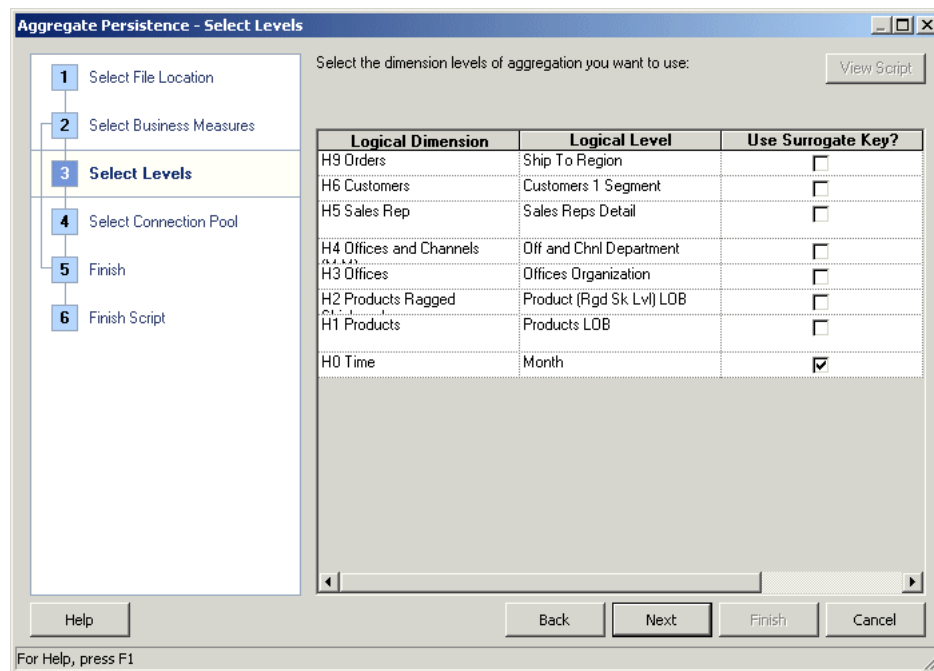 Aggregate Persistence - Select Levels
1 Select File Location
2 Select Business Measures
3 Select Levels
4 Select Connection Pool
5 Finish
6 Finish Script
Select the dimension levels of aggregation you want to use:
View Script
Logical Dimension Logical Level Use Surrogate Key?
H9 Orders Ship To Region
H6 Customers Customers 1 Segment
H5 Sales Rep Sales Reps Detail
H4 Offices and Channels Off and Chnl Department
H3 Offices Offices Organization
H2 Products Ragged Product (Rgd Sk Lvl) LOB
H1 Products Products LOB
H0 Time Month
Help Back Next Finish Cancel
For Help, press F1